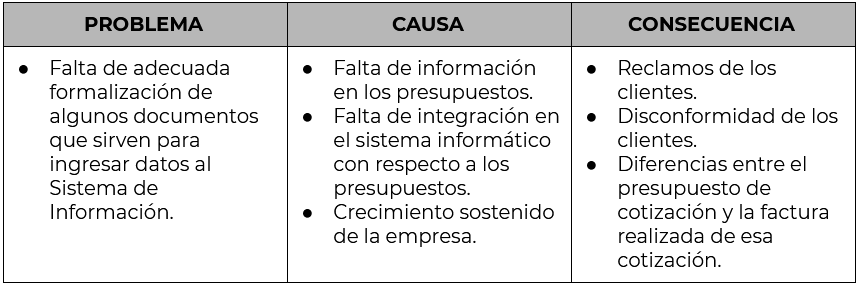 PROBLEMA
CAUSA
CONSECUENCIA
● Falta de adecuada
formalización de
algunos documentos
que sirven para
ingresar datos al
Sistema de
Información.
● Falta de información
en los presupuestos.
● Falta de integración en
el sistema informático
con respecto a los
presupuestos.
● Crecimiento sostenido
de la empresa.
● Reclamos de los
clientes.
● Disconformidad de los
clientes.
● Diferencias entre el
presupuesto de
cotización y la factura
realizada de esa
cotización.